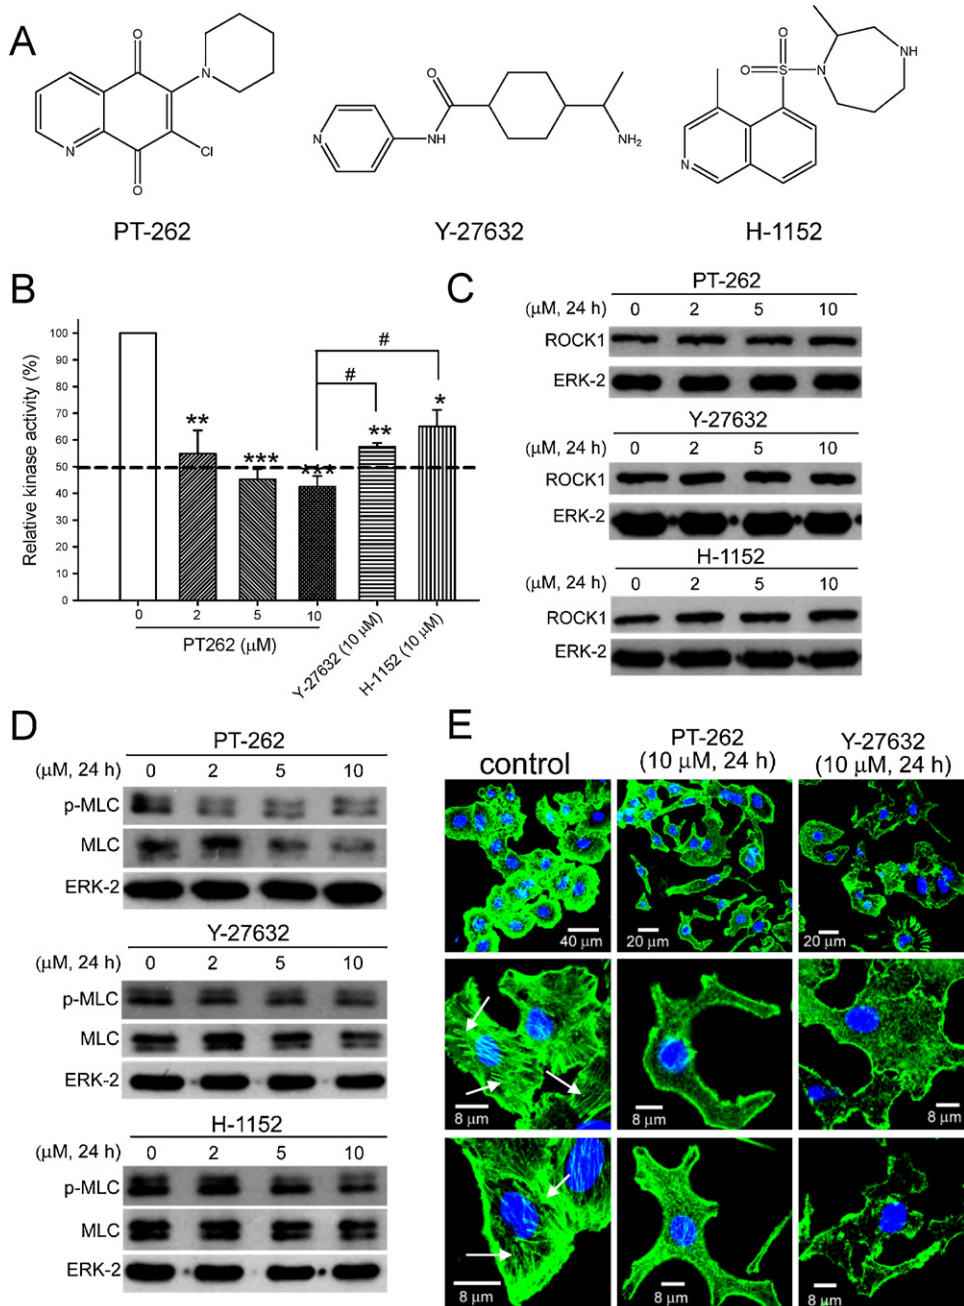 A
O
N
N
Cl
O
PT-262
O
N
NH
NH₂
Y-27632
O
O
S
N
NH
N
H-1152
B
Relative kinase activity (%)
100
90
80
70
60
50
40
30
20
10
0
**
***
***
**
*
#
#
0
2
5
10
PT262 (μM)
Y-27632 (10 μM)
H-1152 (10 μM)
C
PT-262
(μM, 24 h) 0 2 5 10
ROCK1
ERK-2
Y-27632
(μM, 24 h) 0 2 5 10
ROCK1
ERK-2
H-1152
(μM, 24 h) 0 2 5 10
ROCK1
ERK-2
D
PT-262
(μM, 24 h) 0 2 5 10
p-MLC
MLC
ERK-2
Y-27632
(μM, 24 h) 0 2 5 10
p-MLC
MLC
ERK-2
H-1152
(μM, 24 h) 0 2 5 10
p-MLC
MLC
ERK-2
E
control
PT-262
(10 μM, 24 h)
Y-27632
(10 μM, 24 h)
40 μm
20 μm
20 μm
8 μm
8 μm
8 μm
8 μm
8 μm
8 μm